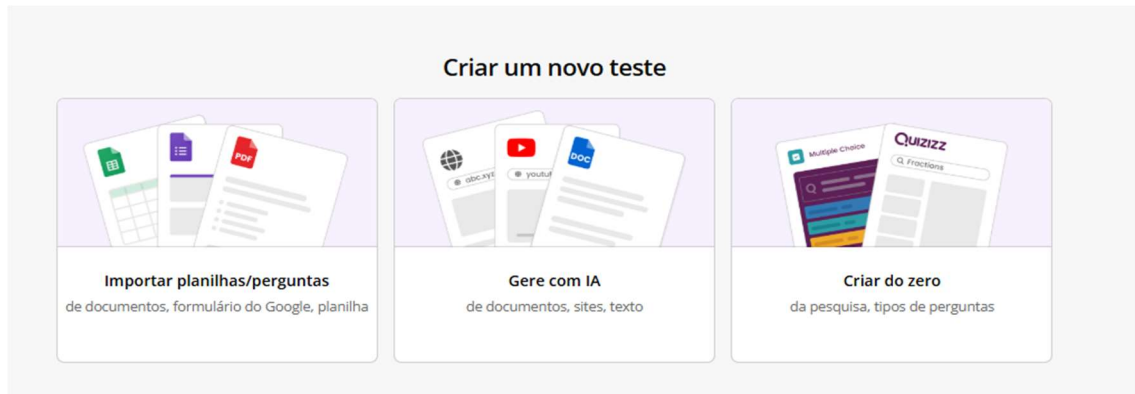 Criar um novo teste
PDF
abc.xyz
DOC
Multiple Choice
QUIZIZZ
Fractions
Importar planilhas/perguntas
de documentos, formulário do Google, planilha
Gere com IA
de documentos, sites, texto
Criar do zero
da pesquisa, tipos de perguntas